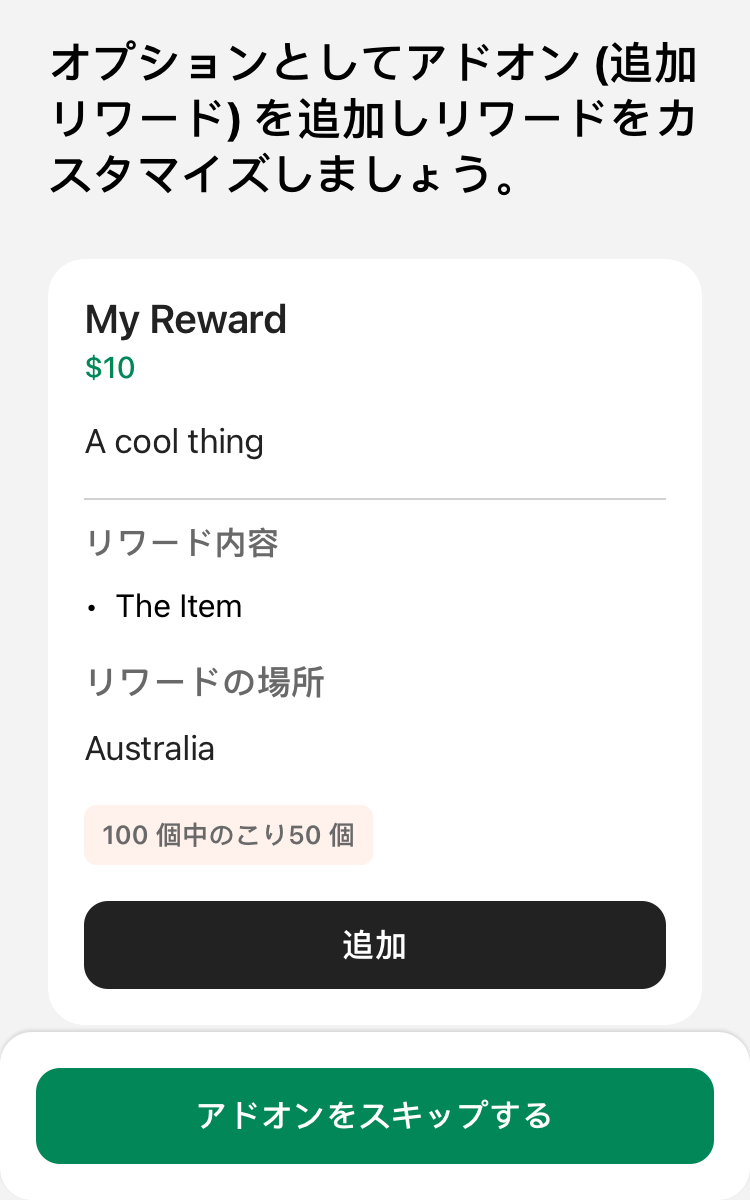 オプションとしてアドオン (追加
リワード) を追加しリワードをカ
スタマイズしましょう。
My Reward
$10
A cool thing
リワード内容
• The Item
リワードの場所
Australia
100 個中のこり50 個
追加
アドオンをスキップする